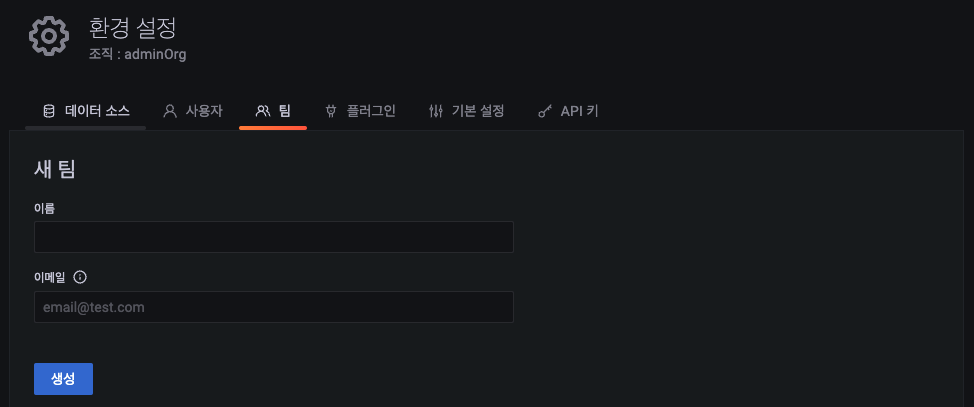 환경 설정
조직 : adminOrg
데이터 소스 사용자 팀 플러그인 기본 설정 API 키
새 팀
이름
이메일
email@test.com
생성